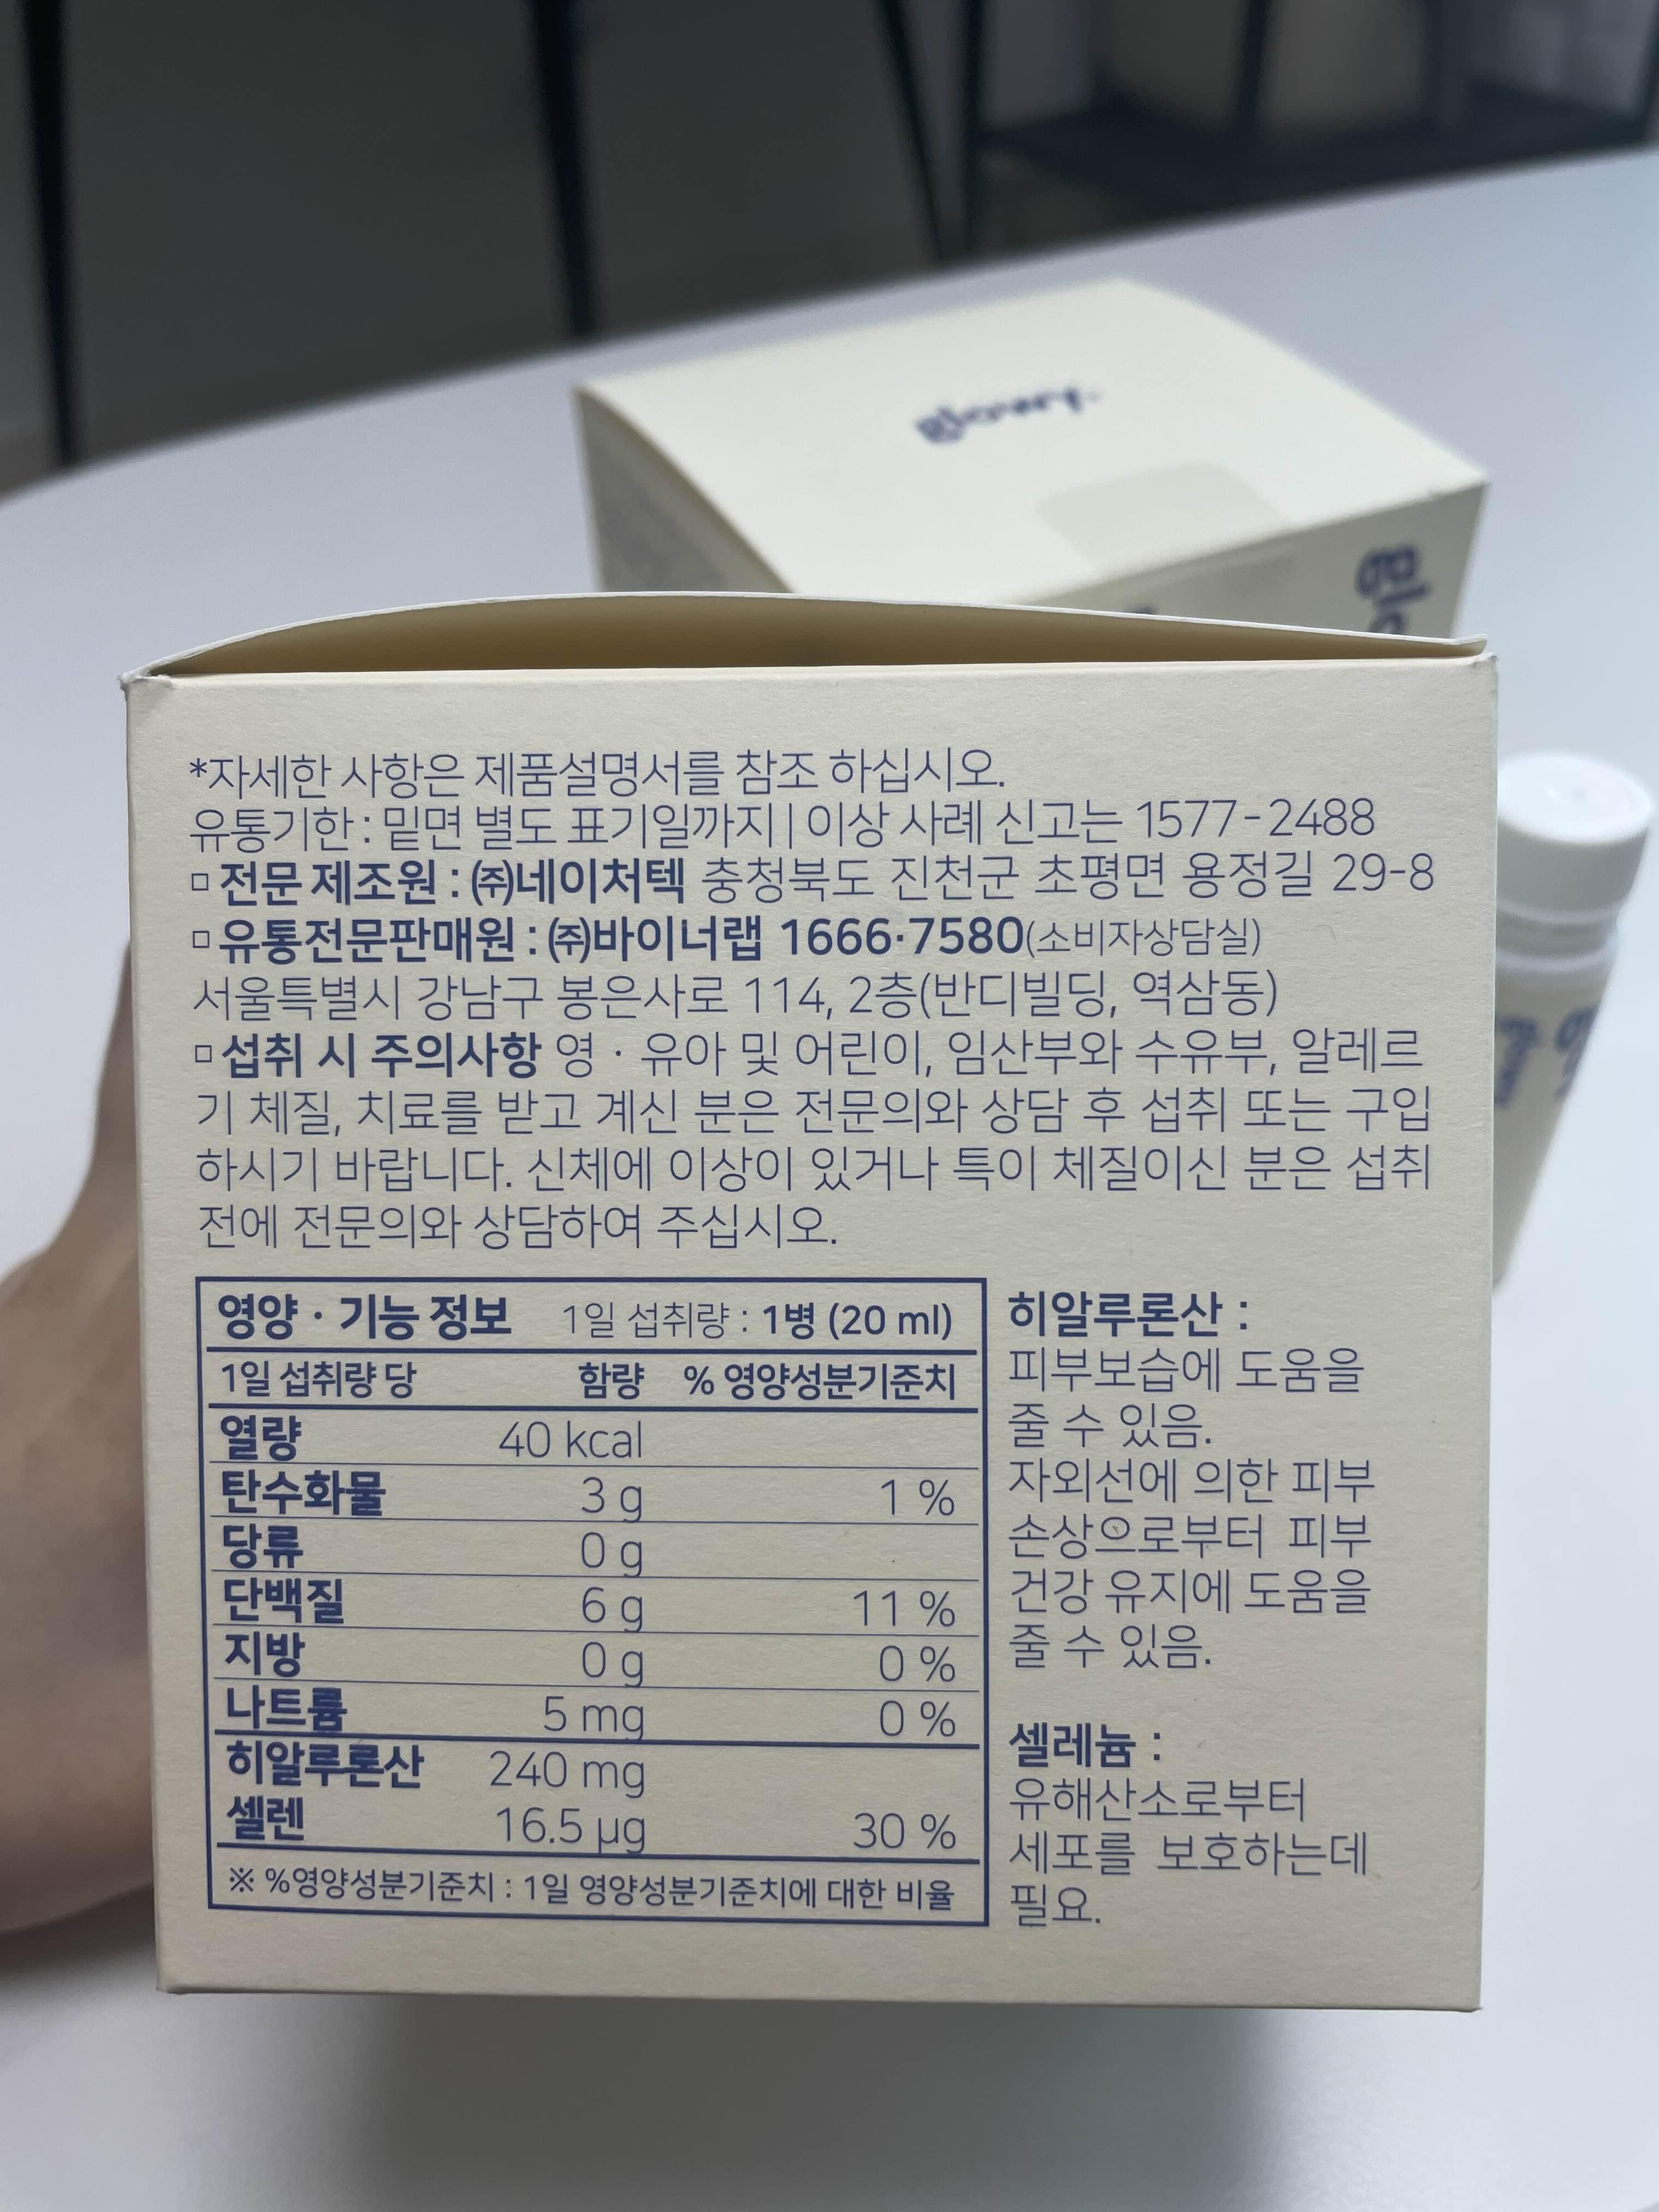 glowy.
glo
*자세한 사항은 제품설명서를 참조 하십시오.
유통기한 : 밑면 별도 표기일까지 | 이상 사례 신고는 1577-2488
□ 전문 제조원 : ㈜네이처텍 충청북도 진천군 초평면 용정길 29-8
□ 유통전문판매원 : ㈜바이너랩 1666·7580(소비자상담실)
서울특별시 강남구 봉은사로 114, 2층(반디빌딩, 역삼동)
□ 섭취 시 주의사항 영 · 유아 및 어린이, 임산부와 수유부, 알레르
기 체질, 치료를 받고 계신 분은 전문의와 상담 후 섭취 또는 구입
하시기 바랍니다. 신체에 이상이 있거나 특이 체질이신 분은 섭취
전에 전문의와 상담하여 주십시오.
영양 · 기능 정보 1일 섭취량 : 1병 (20 ml)
1일 섭취량 당 함량 % 영양성분기준치
열량 40 kcal
탄수화물 3 g 1 %
당류 0 g
단백질 6 g 11 %
지방 0 g 0 %
나트륨 5 mg 0 %
히알루론산 240 mg
셀렌 16.5 µg 30 %
※ %영양성분기준치 : 1일 영양성분기준치에 대한 비율
히알루론산 :
피부보습에 도움을
줄 수 있음.
자외선에 의한 피부
손상으로부터 피부
건강 유지에 도움을
줄 수 있음.
셀레늄 :
유해산소로부터
세포를 보호하는데
필요.